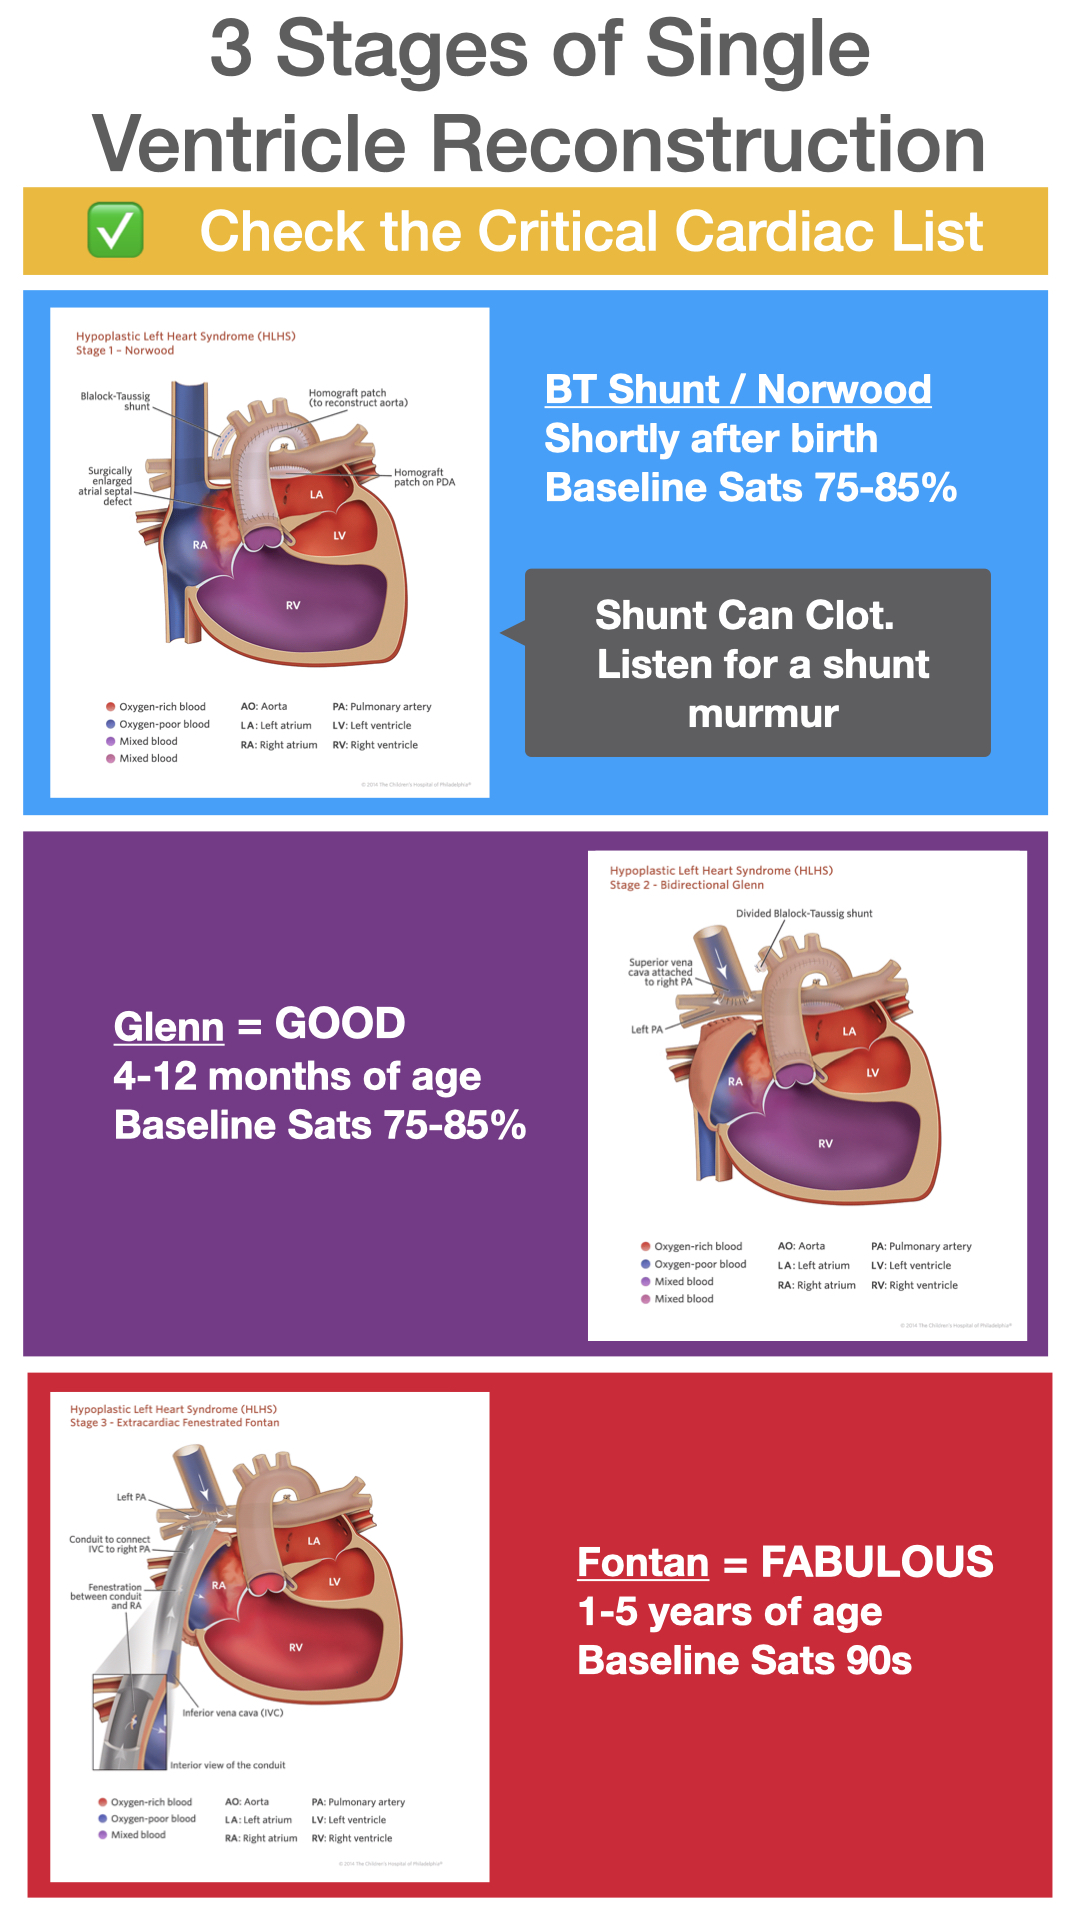 3 Stages of Single
Ventricle Reconstruction
✅ Check the Critical Cardiac List
Hypoplastic Left Heart Syndrome (HLHS)
Stage 1 – Norwood
Blalock-Taussig
shunt
Homograft patch
(to reconstruct aorta)
Surgically
enlarged
atrial septal
defect
Homograft
patch on PDA
LA
LV
RA
RV
Oxygen-rich blood
Oxygen-poor blood
Mixed blood
Mixed blood
AO: Aorta
LA: Left atrium
RA: Right atrium
PA: Pulmonary artery
LV: Left ventricle
RV: Right ventricle
© 2014 The Children's Hospital of Philadelphia®
BT Shunt / Norwood
Shortly after birth
Baseline Sats 75-85%
Shunt Can Clot.
Listen for a shunt
murmur
Glenn = GOOD
4-12 months of age
Baseline Sats 75-85%
Hypoplastic Left Heart Syndrome (HLHS)
Stage 2 - Bidirectional Glenn
Divided Blalock-Taussig shunt
Superior vena
cava attached
to right PA
Left PA
LA
LV
RA
RV
Oxygen-rich blood
Oxygen-poor blood
Mixed blood
Mixed blood
AO: Aorta
LA: Left atrium
RA: Right atrium
PA: Pulmonary artery
LV: Left ventricle
RV: Right ventricle
© 2014 The Children's Hospital of Philadelphia®
Hypoplastic Left Heart Syndrome (HLHS)
Stage 3 - Extracardiac Fenestrated Fontan
Left PA
Conduit to connect
IVC to right PA
Fenestration
between conduit
and RA
LA
LV
RA
RV
Inferior vena cava (IVC)
Interior view of the conduit
Oxygen-rich blood
Oxygen-poor blood
Mixed blood
AO: Aorta
LA: Left atrium
RA: Right atrium
PA: Pulmonary artery
LV: Left ventricle
RV: Right ventricle
© 2014 The Children's Hospital of Philadelphia®
Fontan = FABULOUS
1-5 years of age
Baseline Sats 90s